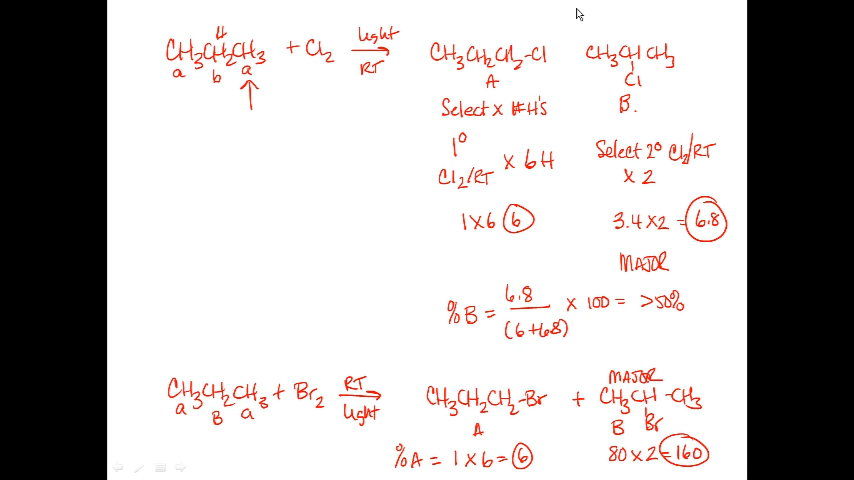 H
CH3CH2CH3 + Cl2 light RT CH3CH2CH2-Cl CH3CHCH3
a b a A Cl
B.
Select x #H's
1° Cl2/RT x 6H Select 2° Cl2/RT x 2
1x6 6 3.4x2 = 6.8
MAJOR
%B = 6.8 / (6+6.8) x 100 = >50%
MAJOR
CH3CH2CH3 + Br2 RT light CH3CH2CH2-Br + CH3CH-CH3
a B a A B Br
%A = 1x6 = 6 80x2 = 160